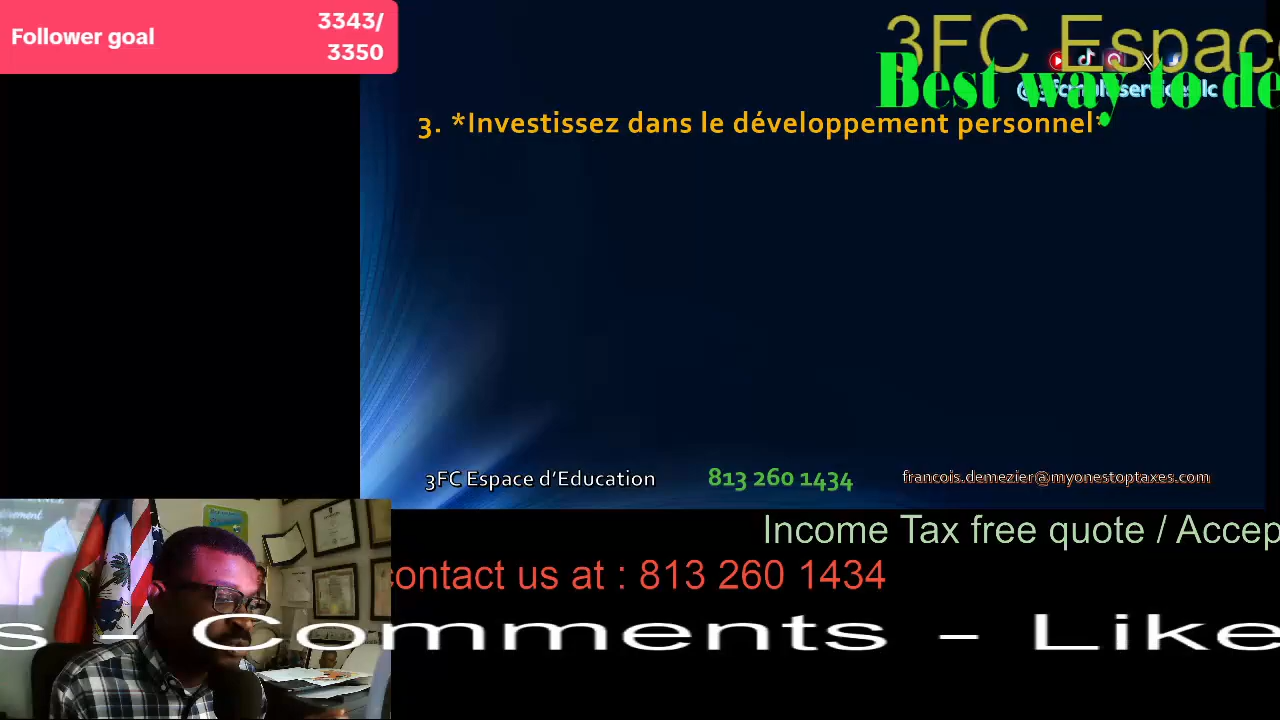 Follower goal
3343/
3350
3FC Espac
Best way to de
3. *Investissez dans le développement personnel*
3FC Espace d'Education
813 260 1434
francois.demezier@myonestoptaxes.com
Income Tax free quote / Accep
contact us at : 813 260 1434
s - Comments - Like